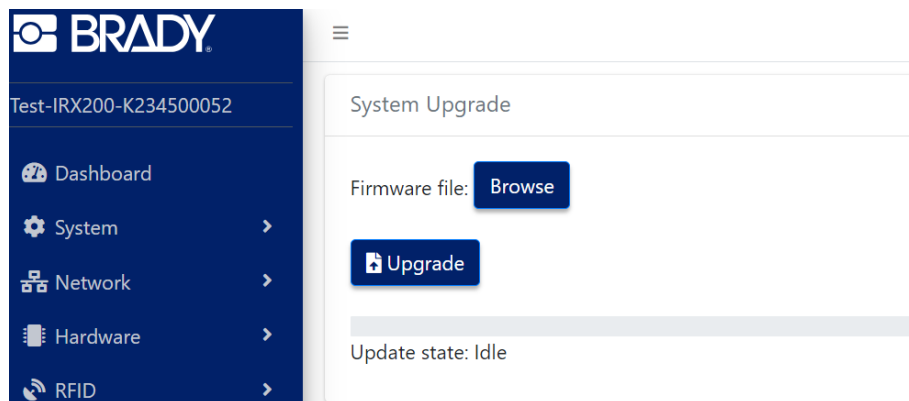 BRADY
Test-IRX200-K234500052
Dashboard
System
Network
Hardware
RFID
System Upgrade
Firmware file: Browse
Upgrade
Update state: Idle